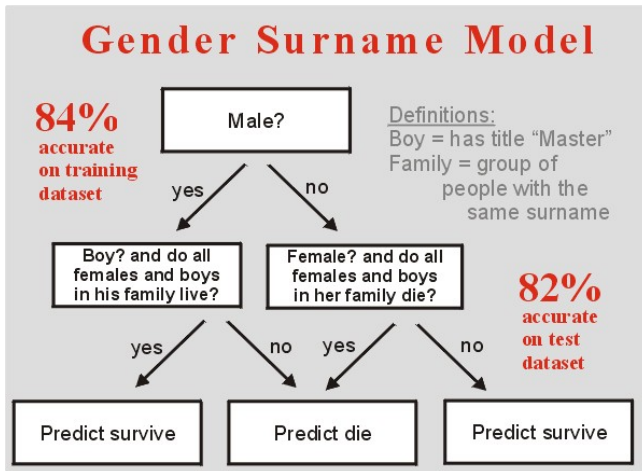 Gender Surname Model
84%
accurate
on training
dataset
Male?
Definitions:
Boy = has title “Master”
Family = group of
people with the
same surname
yes
no
Boy? and do all
females and boys
in his family live?
Female? and do all
females and boys
in her family die?
82%
accurate
on test
dataset
yes
no
yes
no
Predict survive
Predict die
Predict survive